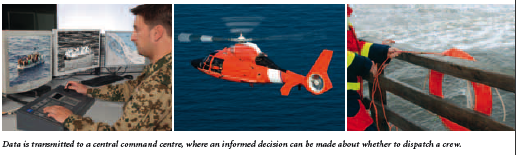 Data is transmitted to a central command centre, where an informed decision can be made about whether to dispatch a crew.